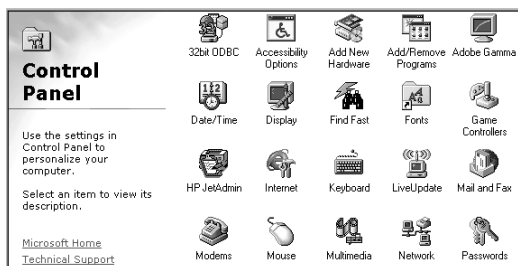 Control
Panel
Use the settings in
Control Panel to
personalize your
computer.
Select an item to view its
description.
Microsoft Home
Technical Support
32bit ODBC
Accessibility
Options
Add New
Hardware
Add/Remove
Programs
Adobe Gamma
Date/Time
Display
Find Fast
Fonts
Game
Controllers
HP JetAdmin
Internet
Keyboard
LiveUpdate
Mail and Fax
Modems
Mouse
Multimedia
Network
Passwords